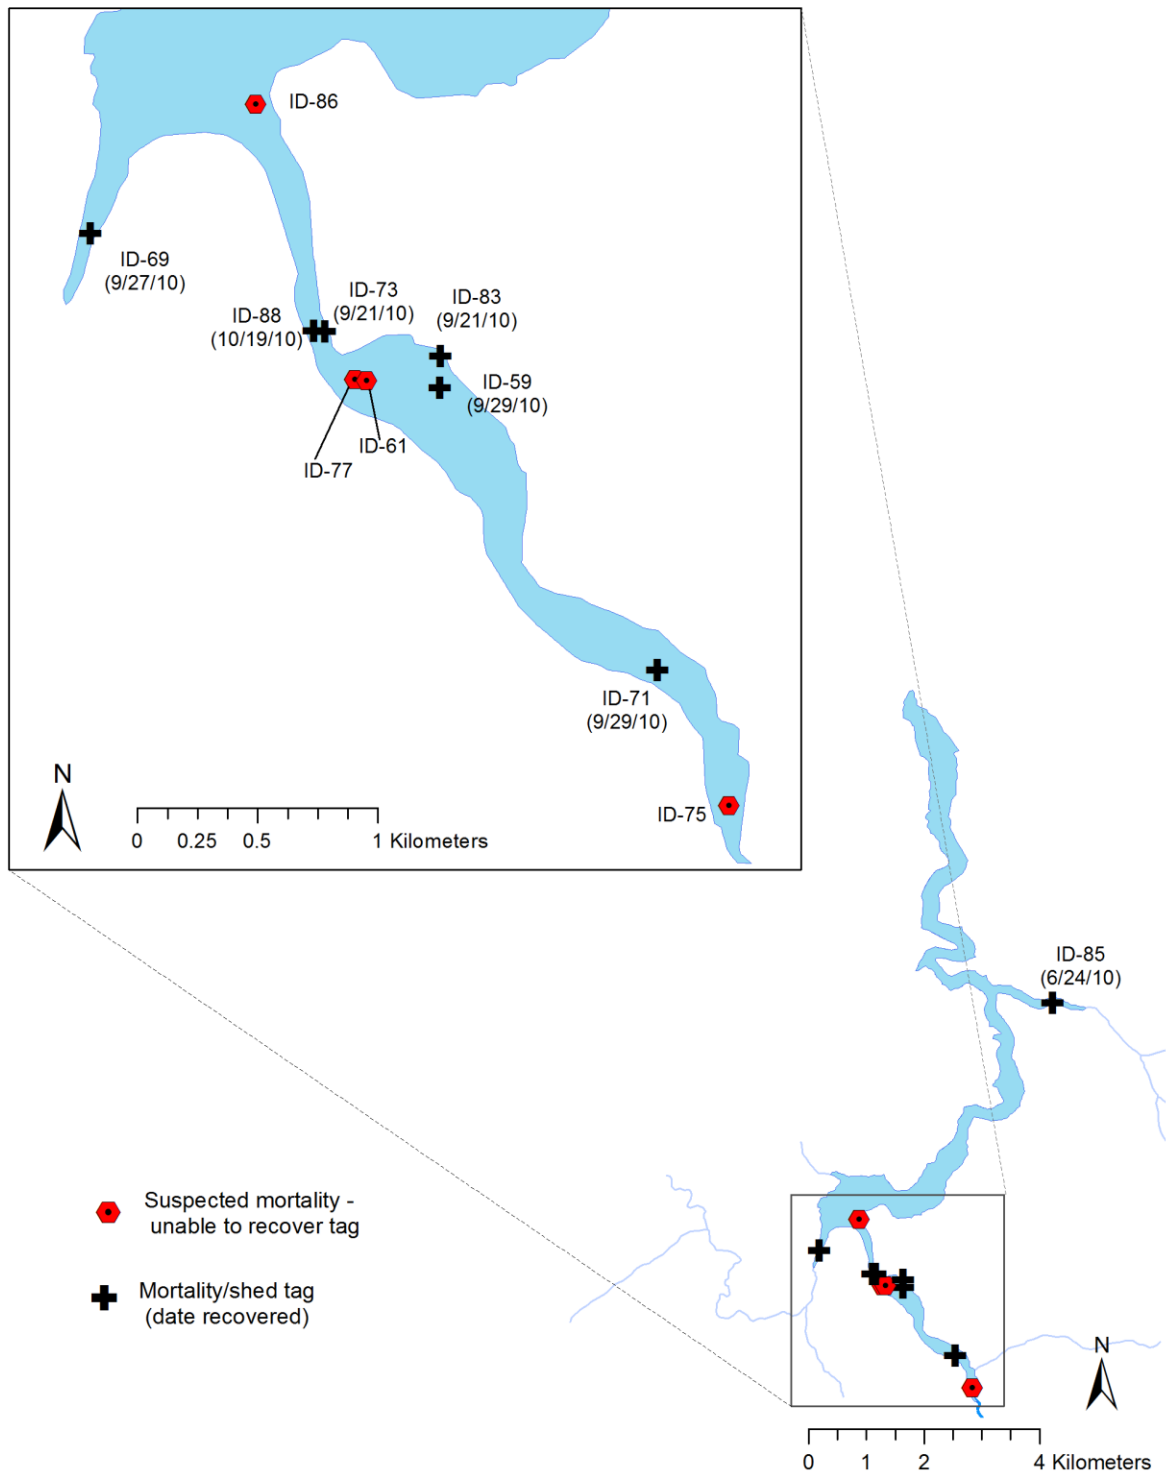 ID-86
ID-69
(9/27/10)
ID-73
(9/21/10)
ID-83
(9/21/10)
ID-88
(10/19/10)
ID-59
(9/29/10)
ID-61
ID-77
ID-71
(9/29/10)
ID-75
N
0 0.25 0.5 1 Kilometers
ID-85
(6/24/10)
Suspected mortality -
unable to recover tag
Mortality/shed tag
(date recovered)
N
0 1 2 4 Kilometers